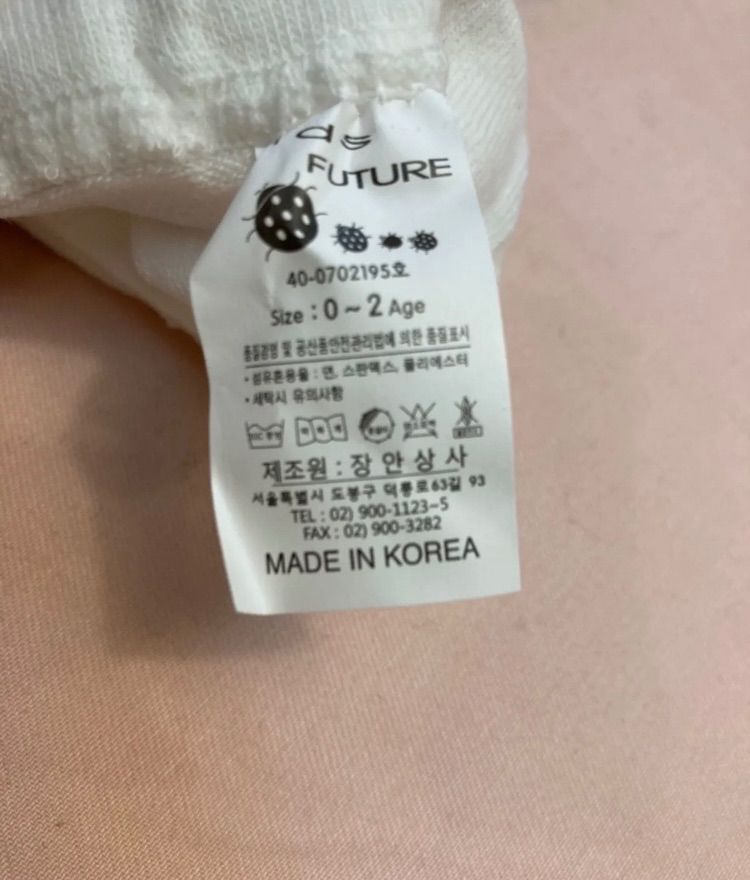 FUTURE
40-0702195호
Size : 0 ~ 2 Age
품질경영 및 공산품안전관리법에 의한 품질표시
• 섬유혼용율 : 면, 스판덱스, 폴리에스터
• 세탁시 유의사항
제조원 : 장 안 상 사
서울특별시 도봉구 덕릉로63길 93
TEL : 02) 900-1123~5
FAX : 02) 900-3282
MADE IN KOREA